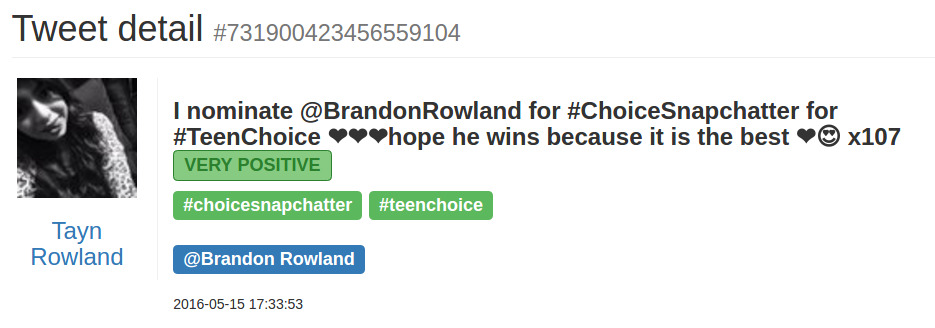 Tweet detail #731900423456559104
I nominate @BrandonRowland for #ChoiceSnapchatter for
#TeenChoice ❤❤❤hope he wins because it is the best ❤😍 x107
VERY POSITIVE
#choicesnapchatter #teenchoice
Tayn
Rowland
@Brandon Rowland
2016-05-15 17:33:53